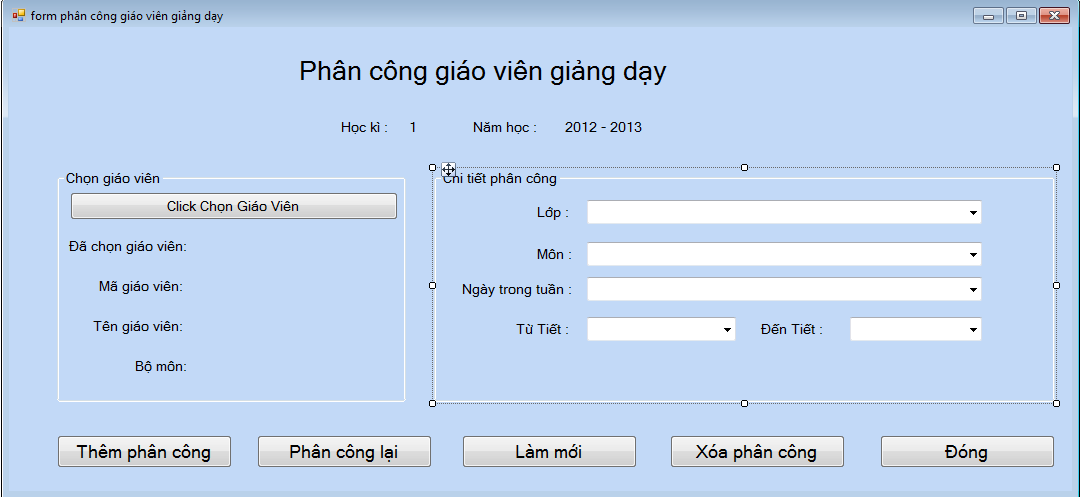 form phân công giáo viên giảng dạy
Phân công giáo viên giảng dạy
Học kì : 1 Năm học : 2012 - 2013
Chọn giáo viên
Click Chọn Giáo Viên
Đã chọn giáo viên:
Mã giáo viên:
Tên giáo viên:
Bộ môn:
Chi tiết phân công
Lớp :
Môn :
Ngày trong tuần :
Từ Tiết : Đến Tiết :
Thêm phân công Phân công lại Làm mới Xóa phân công Đóng